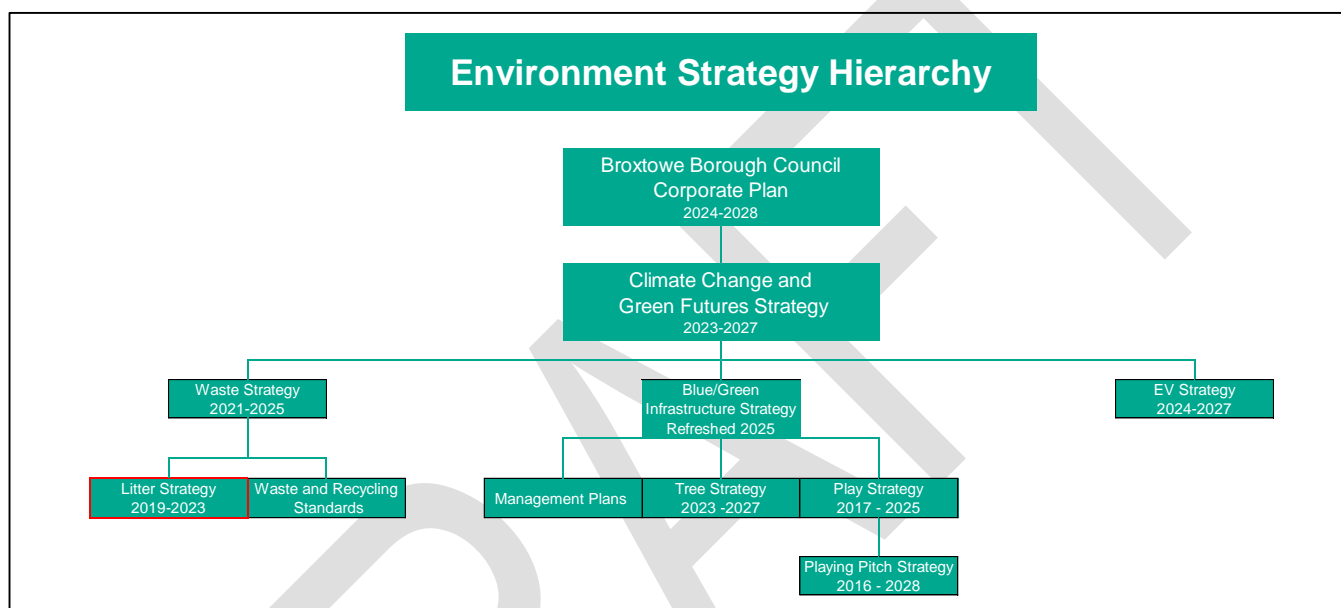 Environment Strategy Hierarchy
Broxtowe Borough Council
Corporate Plan
2024-2028
Climate Change and
Green Futures Strategy
2023-2027
Waste Strategy
2021-2025
Blue/Green
Infrastructure Strategy
Refreshed 2025
EV Strategy
2024-2027
Litter Strategy
2019-2023
Waste and Recycling
Standards
Management Plans
Tree Strategy
2023 -2027
Play Strategy
2017 - 2025
Playing Pitch Strategy
2016 - 2028
DRAFT